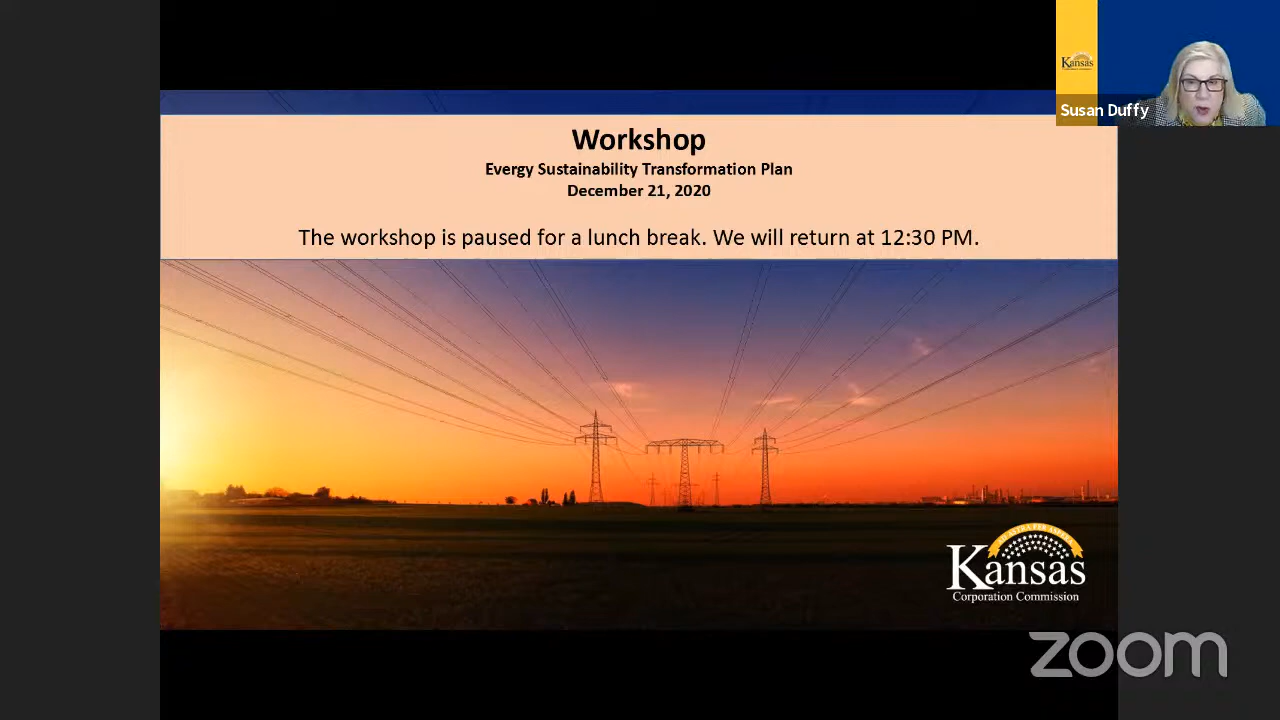 Kansas
Susan Duffy
Workshop
Evergy Sustainability Transformation Plan
December 21, 2020
The workshop is paused for a lunch break. We will return at 12:30 PM.
Kansas
Corporation Commission
zoom